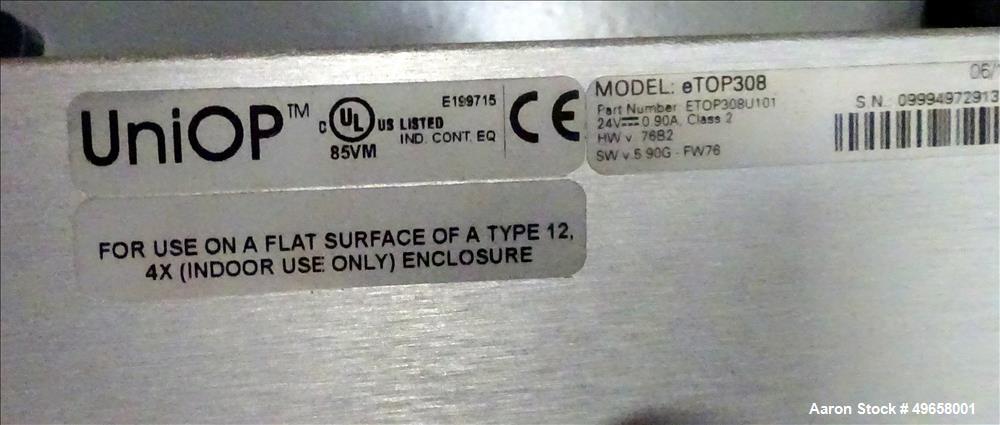 UniOP™
E199715
C UL US LISTED
IND. CONT. EQ
85VM
CE
MODEL: eTOP308
Part Number ETOP308U101
24V 0.90A, Class 2
HW v. 76B2
SW v.5.90G - FW76
06/
S.N.: 09994972913
FOR USE ON A FLAT SURFACE OF A TYPE 12,
4X (INDOOR USE ONLY) ENCLOSURE
Aaron Stock # 49658001